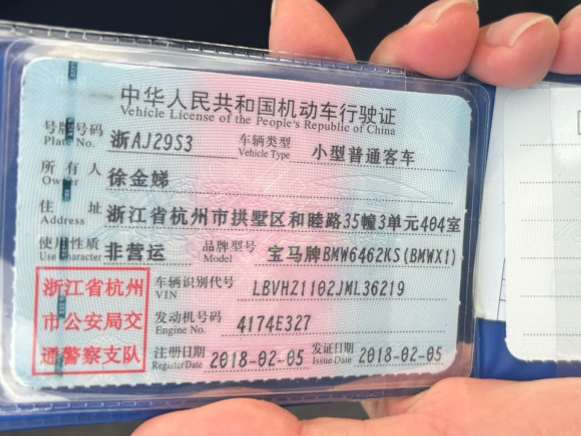 中华人民共和国机动车行驶证
Vehicle License of the People's Republic of China
号牌号码 浙AJ29S3 车辆类型 小型普通客车
Plate No. Vehicle Type
所有人 徐金娣
Owner
住址 浙江省杭州市拱墅区和睦路35幢3单元404室
Address
使用性质 非营运 品牌型号 宝马牌BMW6462KS(BMWX1)
Use Character Model
浙江省杭州
市公安局交
通警察支队
车辆识别代号 LBVHZ1102JML36219
VIN
发动机号码 4174E327
Engine No.
注册日期 2018-02-05 发证日期 2018-02-05
Register Date Issue Date